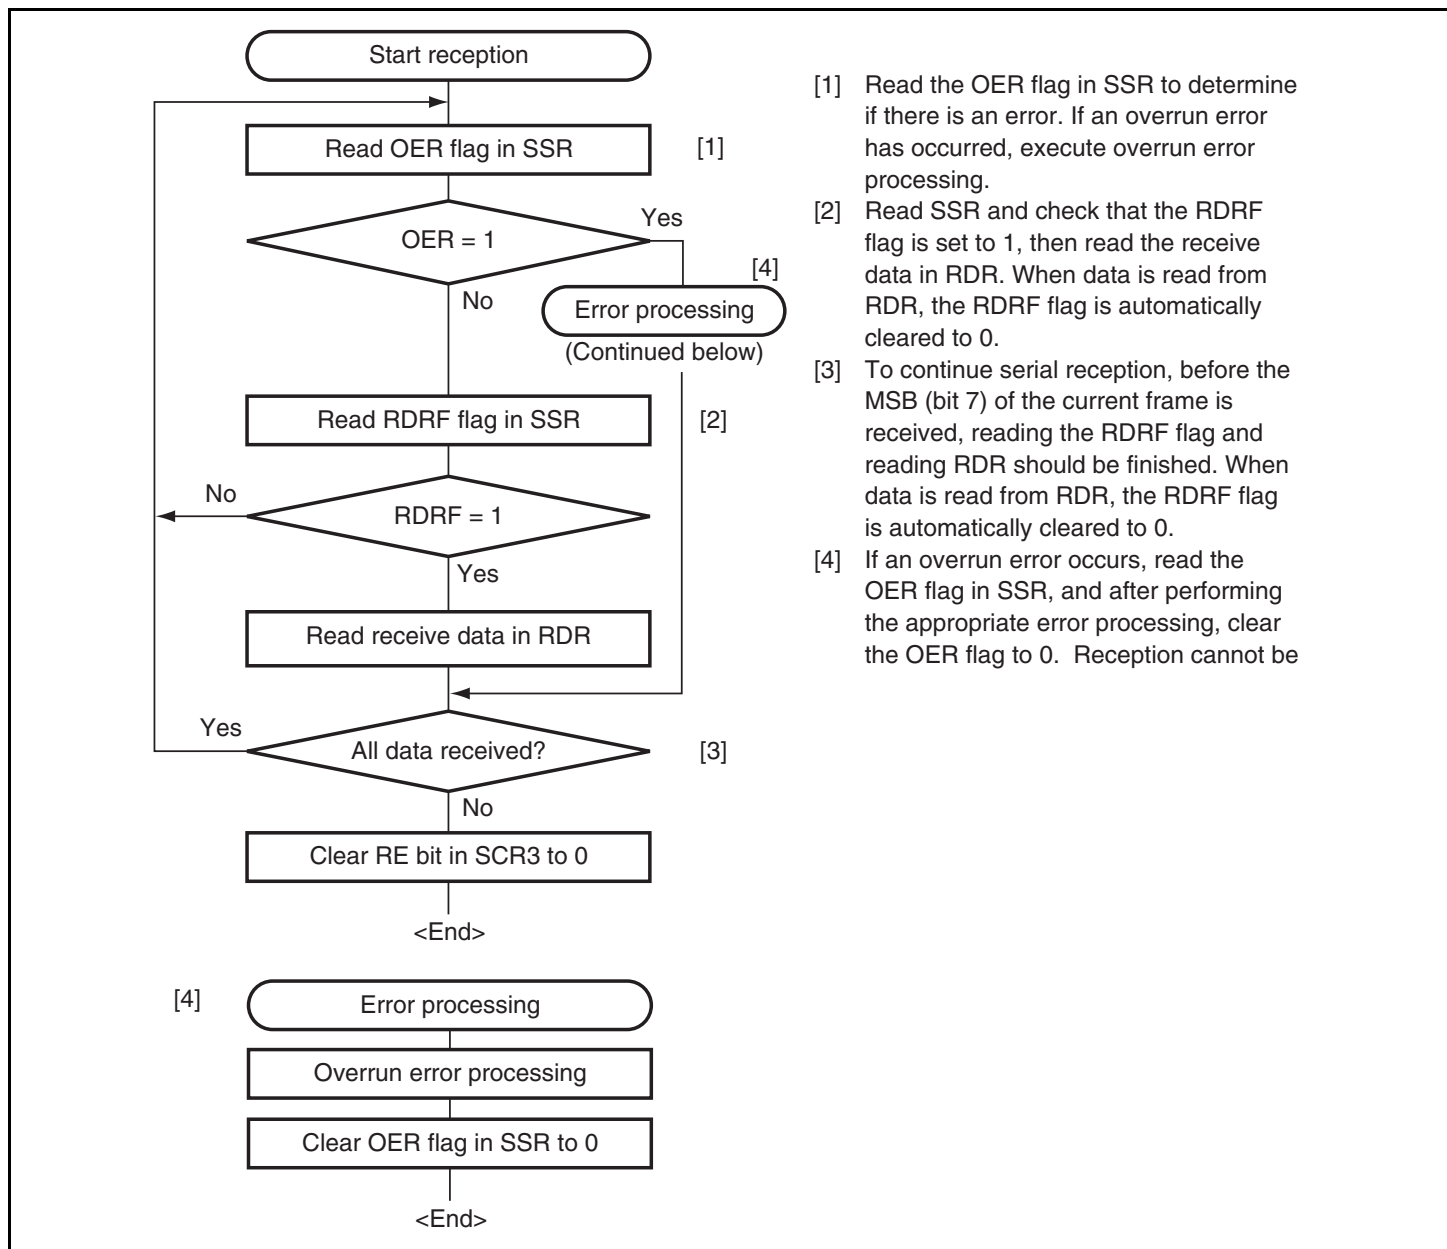 Start reception
Read OER flag in SSR
[1]
OER = 1
Yes
No
[4]
Error processing
(Continued below)
Read RDRF flag in SSR
[2]
No
RDRF = 1
Yes
Read receive data in RDR
Yes
All data received?
[3]
No
Clear RE bit in SCR3 to 0
<End>
[4]
Error processing
Overrun error processing
Clear OER flag in SSR to 0
<End>
[1] Read the OER flag in SSR to determine
if there is an error. If an overrun error
has occurred, execute overrun error
processing.
[2] Read SSR and check that the RDRF
flag is set to 1, then read the receive
data in RDR. When data is read from
RDR, the RDRF flag is automatically
cleared to 0.
[3] To continue serial reception, before the
MSB (bit 7) of the current frame is
received, reading the RDRF flag and
reading RDR should be finished. When
data is read from RDR, the RDRF flag
is automatically cleared to 0.
[4] If an overrun error occurs, read the
OER flag in SSR, and after performing
the appropriate error processing, clear
the OER flag to 0. Reception cannot be